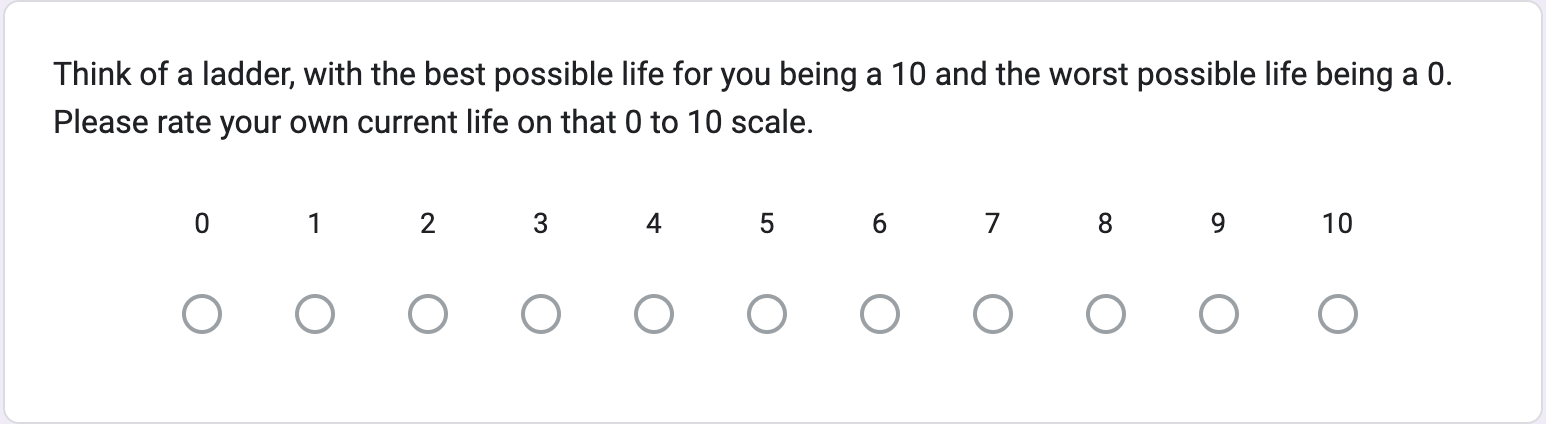 Think of a ladder, with the best possible life for you being a 10 and the worst possible life being a 0.
Please rate your own current life on that 0 to 10 scale.
0 1 2 3 4 5 6 7 8 9 10